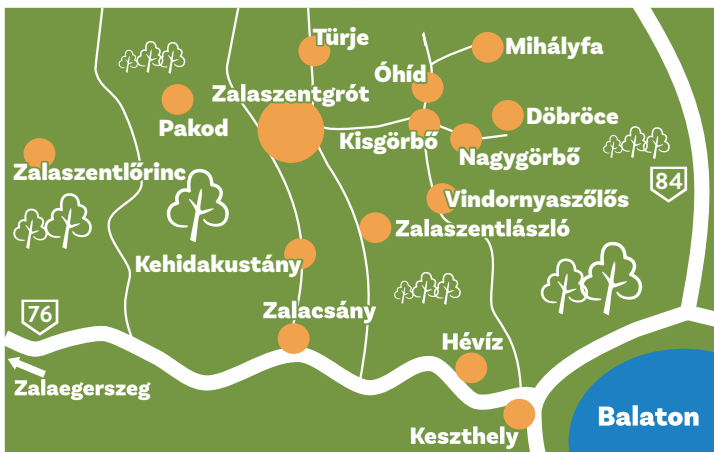 Türje
Mihályfa
Óhíd
Zalaszentgrót
Döbröce
Pakod
Kisgörbő
Nagygörbő
Zalaszentlőrinc
84
Vindornyaszőlős
Zalaszentlászló
Kehidakustány
76
Zalacsány
Hévíz
Zalaegerszeg
Balaton
Keszthely